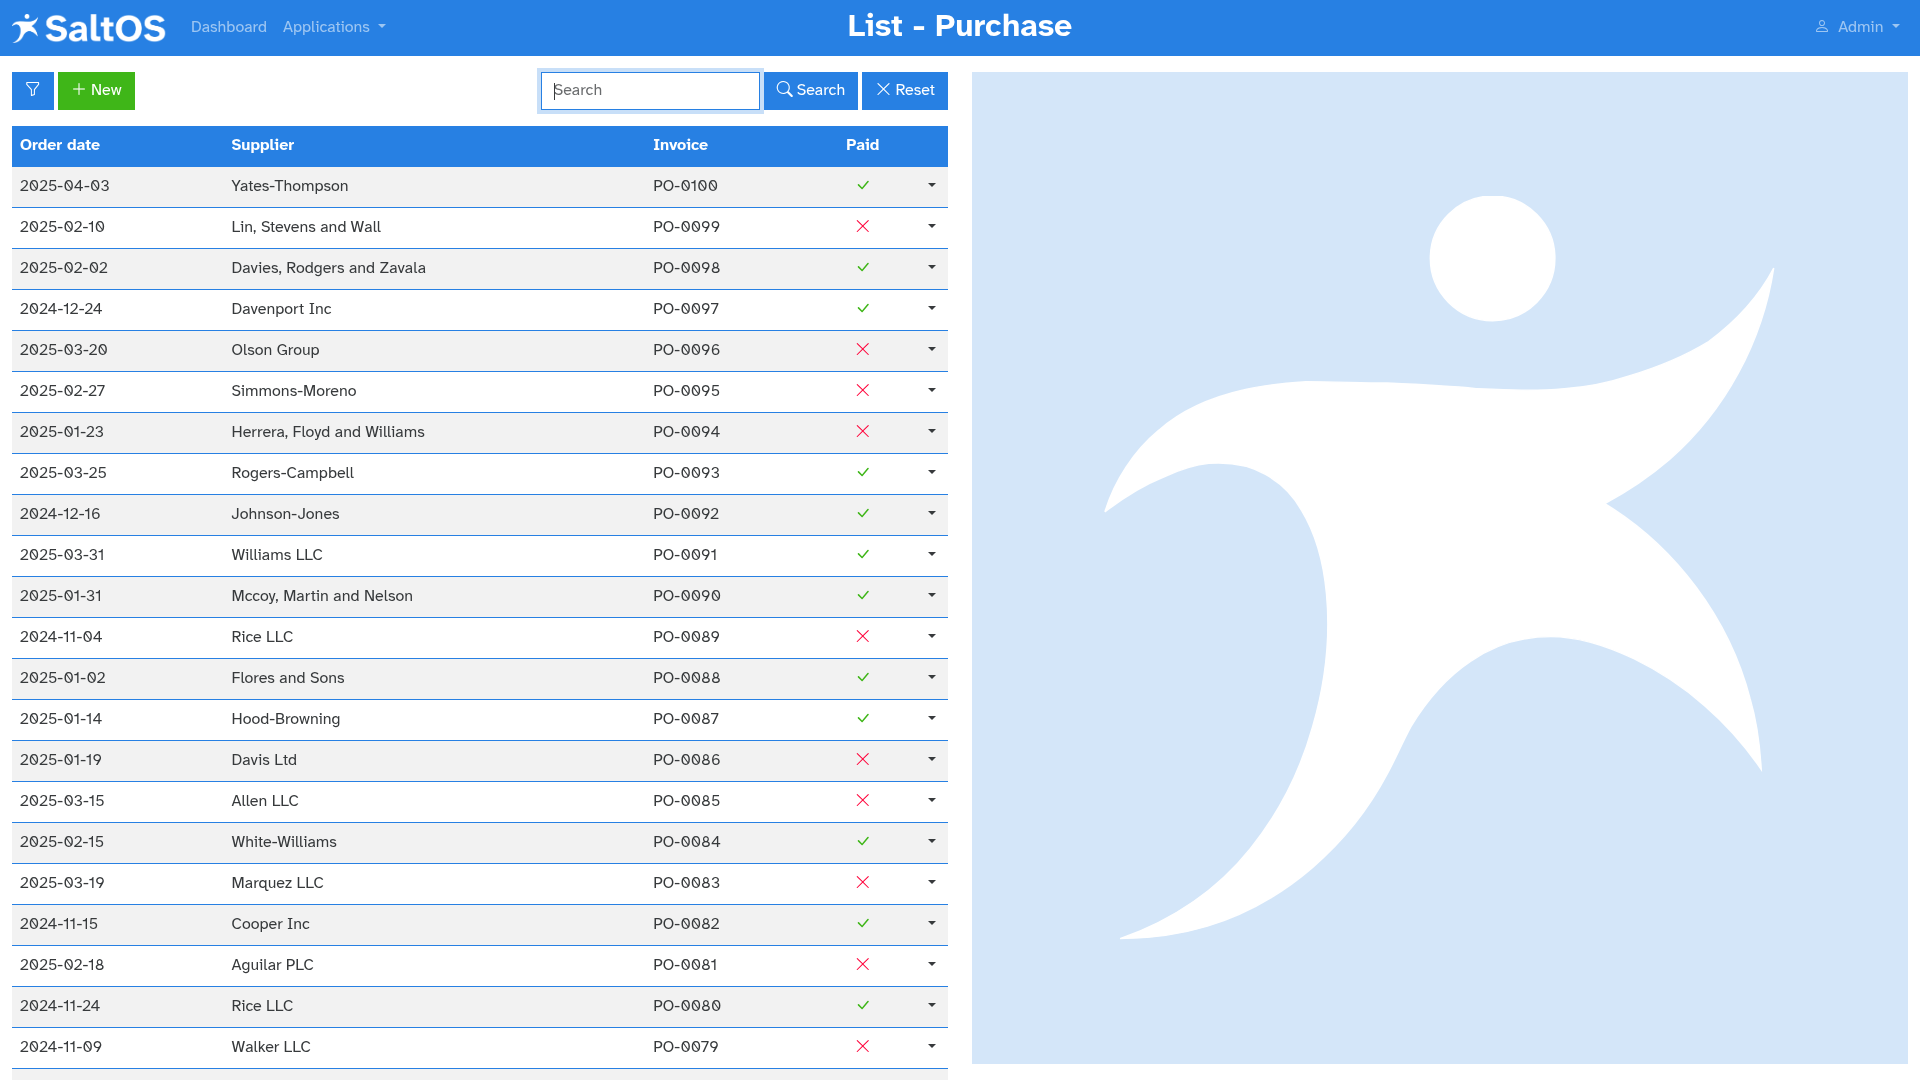 SaltOS Dashboard Applications List - Purchase Admin
New Search Search Reset
Order date Supplier Invoice Paid
2025-04-03 Yates-Thompson PO-0100
2025-02-10 Lin, Stevens and Wall PO-0099
2025-02-02 Davies, Rodgers and Zavala PO-0098
2024-12-24 Davenport Inc PO-0097
2025-03-20 Olson Group PO-0096
2025-02-27 Simmons-Moreno PO-0095
2025-01-23 Herrera, Floyd and Williams PO-0094
2025-03-25 Rogers-Campbell PO-0093
2024-12-16 Johnson-Jones PO-0092
2025-03-31 Williams LLC PO-0091
2025-01-31 Mccoy, Martin and Nelson PO-0090
2024-11-04 Rice LLC PO-0089
2025-01-02 Flores and Sons PO-0088
2025-01-14 Hood-Browning PO-0087
2025-01-19 Davis Ltd PO-0086
2025-03-15 Allen LLC PO-0085
2025-02-15 White-Williams PO-0084
2025-03-19 Marquez LLC PO-0083
2024-11-15 Cooper Inc PO-0082
2025-02-18 Aguilar PLC PO-0081
2024-11-24 Rice LLC PO-0080
2024-11-09 Walker LLC PO-0079